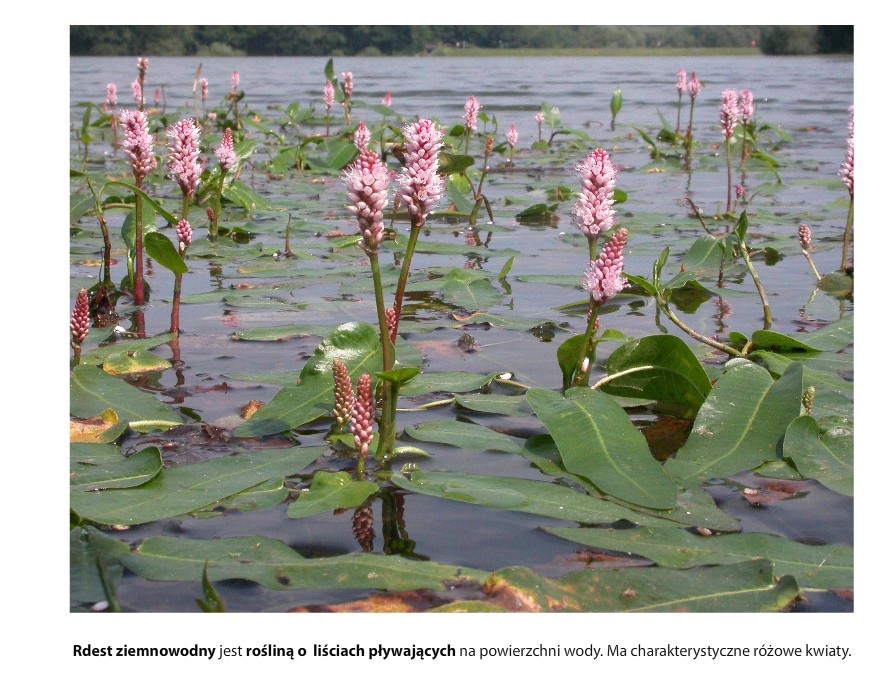 Rdest ziemnowodny jest rośliną o liściach pływających na powierzchni wody. Ma charakterystyczne różowe kwiaty.